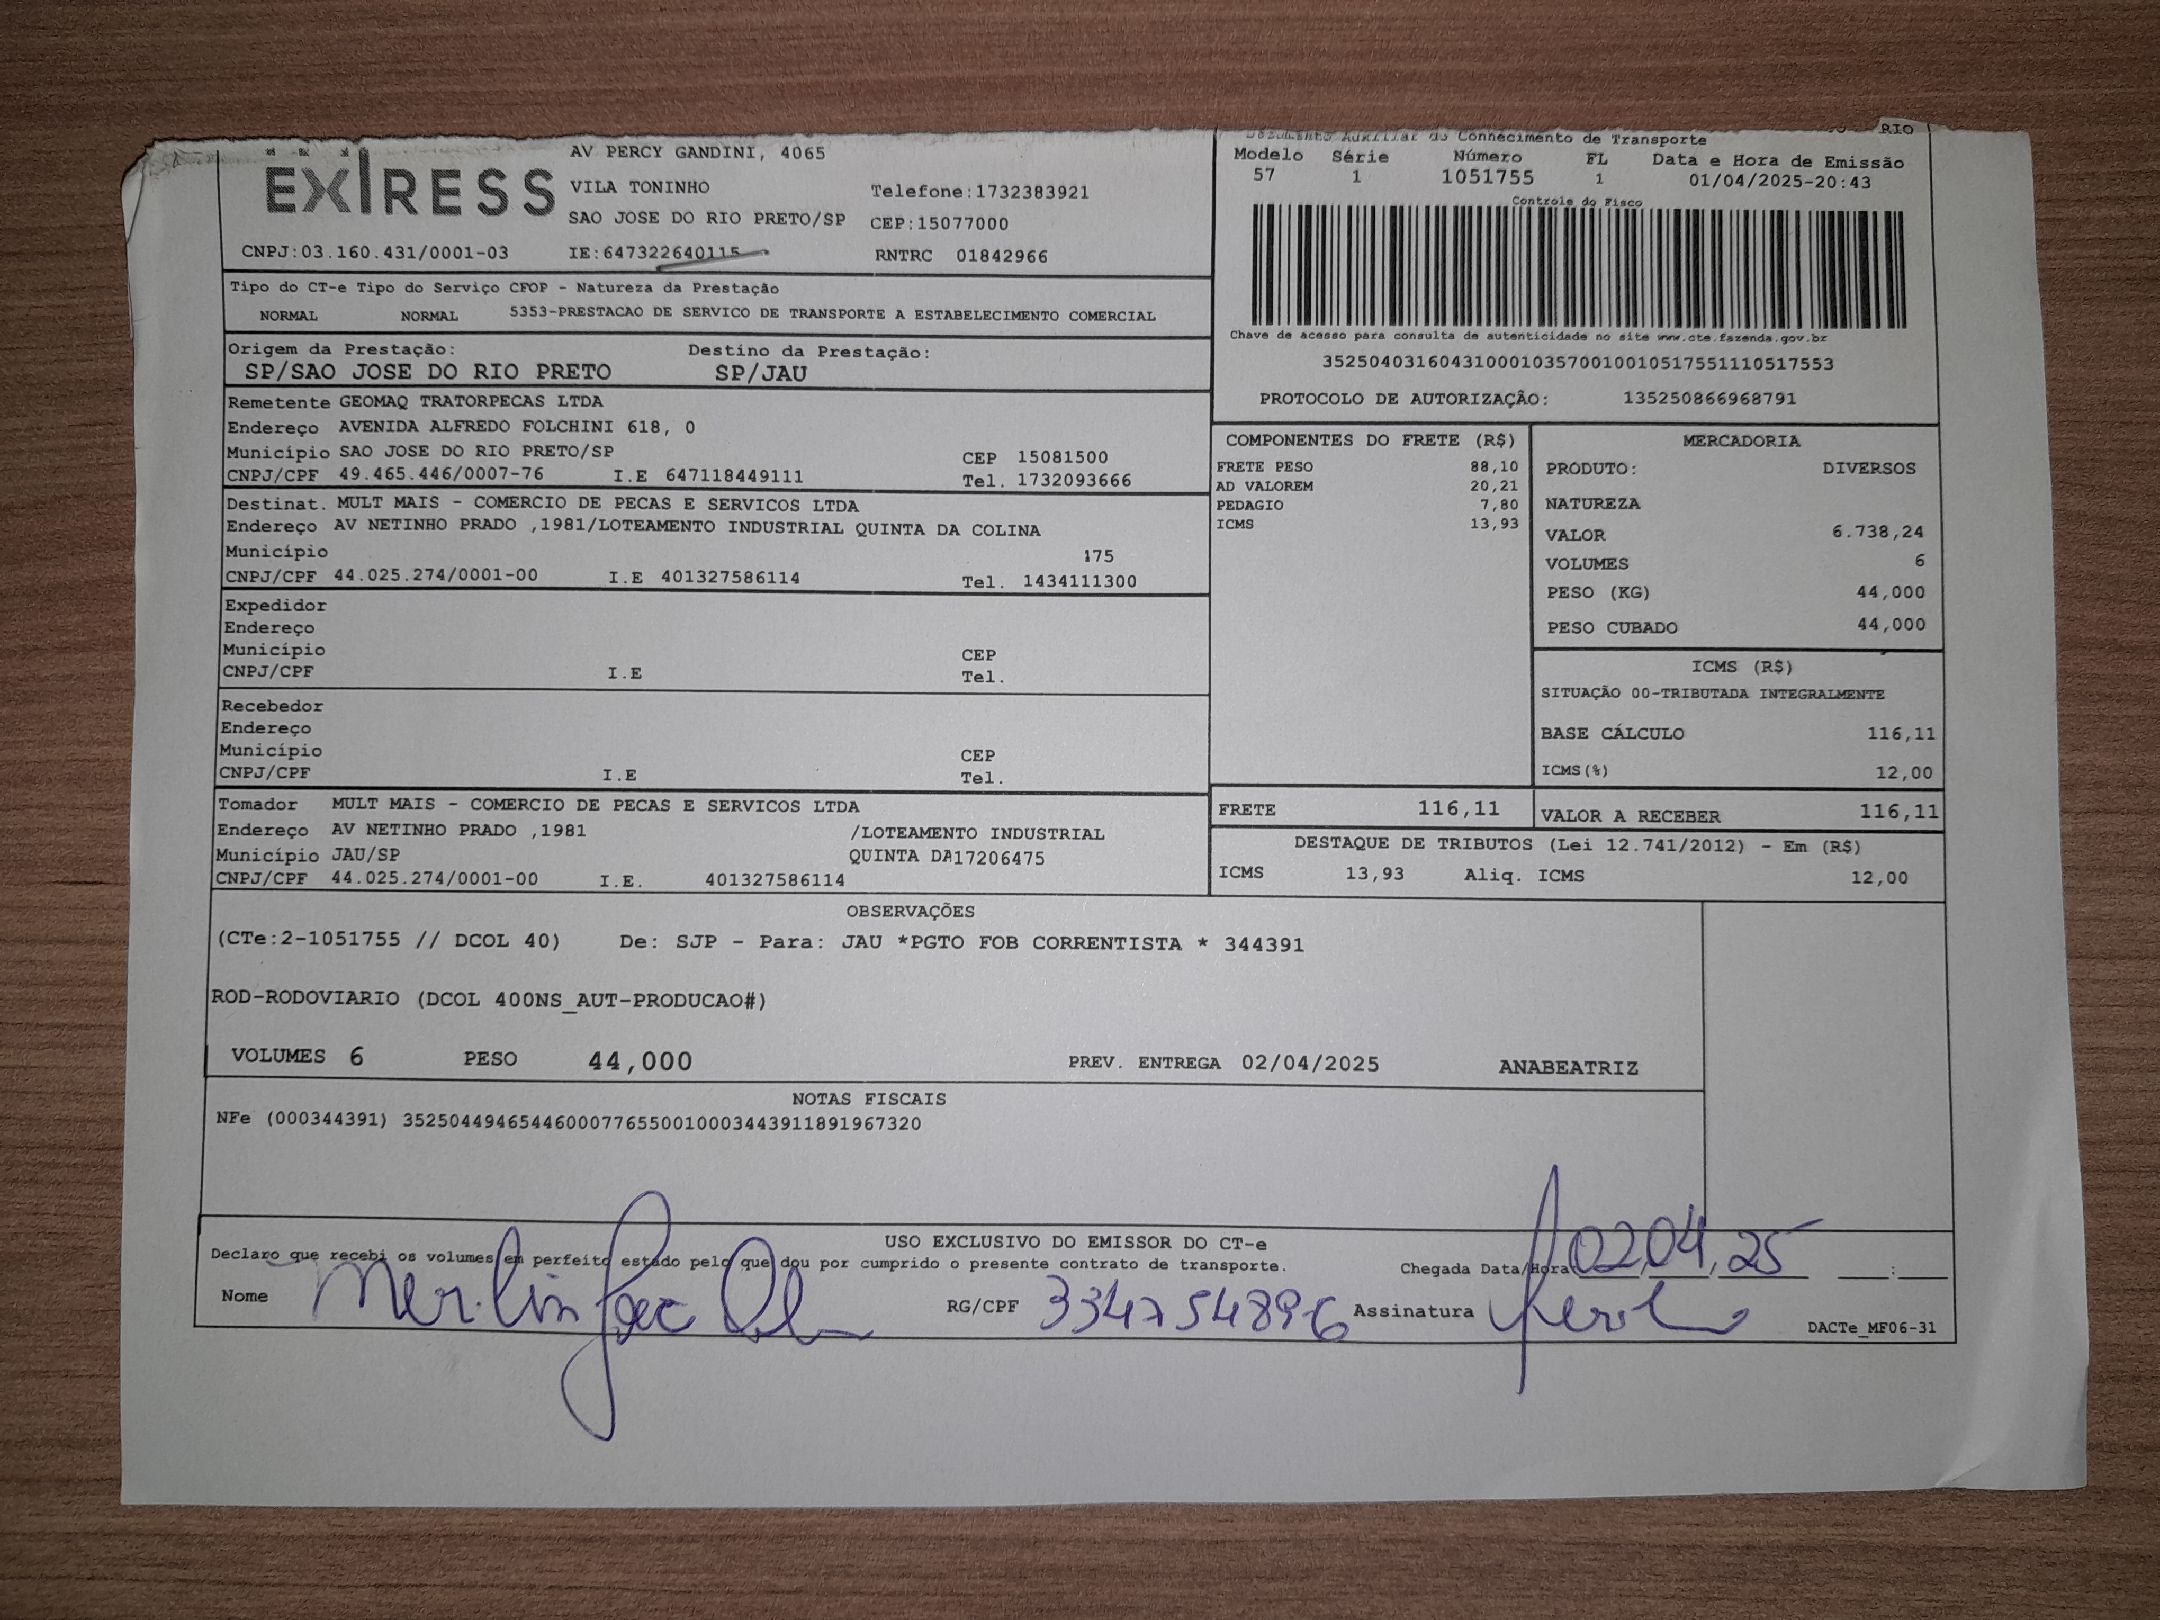 EXPRESS
AV PERCY GANDINI, 4065
VILA TONINHO Telefone:1732383921
SAO JOSE DO RIO PRETO/SP CEP:15077000
CNPJ:03.160.431/0001-03 IE:647322640115 RNTRC 01842966
RIO
Documento Auxiliar do Conhecimento de Transporte
Modelo Série Número FL Data e Hora de Emissão
57 1 1051755 1 01/04/2025-20:43
Controle do Fisco
Chave de acesso para consulta de autenticidade no site www.cte.fazenda.gov.br
35250403160431000103570010010517551110517553
PROTOCOLO DE AUTORIZAÇÃO: 135250866968791
Tipo do CT-e Tipo do Serviço CFOP - Natureza da Prestação
NORMAL NORMAL 5353-PRESTACAO DE SERVICO DE TRANSPORTE A ESTABELECIMENTO COMERCIAL
Origem da Prestação: Destino da Prestação:
SP/SAO JOSE DO RIO PRETO SP/JAU
Remetente GEOMAQ TRATORPECAS LTDA
Endereço AVENIDA ALFREDO FOLCHINI 618, 0
Município SAO JOSE DO RIO PRETO/SP CEP 15081500
CNPJ/CPF 49.465.446/0007-76 I.E 647118449111 Tel. 1732093666
Destinat. MULT MAIS - COMERCIO DE PECAS E SERVICOS LTDA
Endereço AV NETINHO PRADO ,1981/LOTEAMENTO INDUSTRIAL QUINTA DA COLINA
Município 175
CNPJ/CPF 44.025.274/0001-00 I.E 401327586114 Tel. 1434111300
Expedidor
Endereço
Município CEP
CNPJ/CPF I.E Tel.
Recebedor
Endereço
Município CEP
CNPJ/CPF I.E Tel.
Tomador MULT MAIS - COMERCIO DE PECAS E SERVICOS LTDA
Endereço AV NETINHO PRADO ,1981 /LOTEAMENTO INDUSTRIAL
Município JAU/SP QUINTA DA17206475
CNPJ/CPF 44.025.274/0001-00 I.E. 401327586114
COMPONENTES DO FRETE (R$)
FRETE PESO 88,10
AD VALOREM 20,21
PEDAGIO 7,80
ICMS 13,93
MERCADORIA
PRODUTO: DIVERSOS
NATUREZA
VALOR 6.738,24
VOLUMES 6
PESO (KG) 44,000
PESO CUBADO 44,000
ICMS (R$)
SITUAÇÃO 00-TRIBUTADA INTEGRALMENTE
BASE CÁLCULO 116,11
ICMS(%) 12,00
FRETE 116,11 VALOR A RECEBER 116,11
DESTAQUE DE TRIBUTOS (Lei 12.741/2012) - Em (R$)
ICMS 13,93 Aliq. ICMS 12,00
OBSERVAÇÕES
(CTe:2-1051755 // DCOL 40) De: SJP - Para: JAU *PGTO FOB CORRENTISTA * 344391
ROD-RODOVIARIO (DCOL 400NS_AUT-PRODUCAO#)
VOLUMES 6 PESO 44,000 PREV. ENTREGA 02/04/2025 ANABEATRIZ
NOTAS FISCAIS
NFe (000344391) 35250449465446000776550010003443911891967320
USO EXCLUSIVO DO EMISSOR DO CT-e
Declaro que recebi os volumes em perfeito estado pelo que dou por cumprido o presente contrato de transporte. Chegada Data/Hora 02 04 25 :
Nome RG/CPF 334754896 Assinatura
DACTe_MF06-31